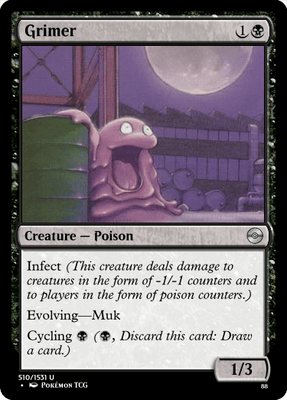 Grimer 1
Creature — Poison
Infect (This creature deals damage to
creatures in the form of -1/-1 counters and
to players in the form of poison counters.)
Evolving—Muk
Cycling (, Discard this card: Draw
a card.)
1/3
510/1531 U
• Pokémon TCG
88